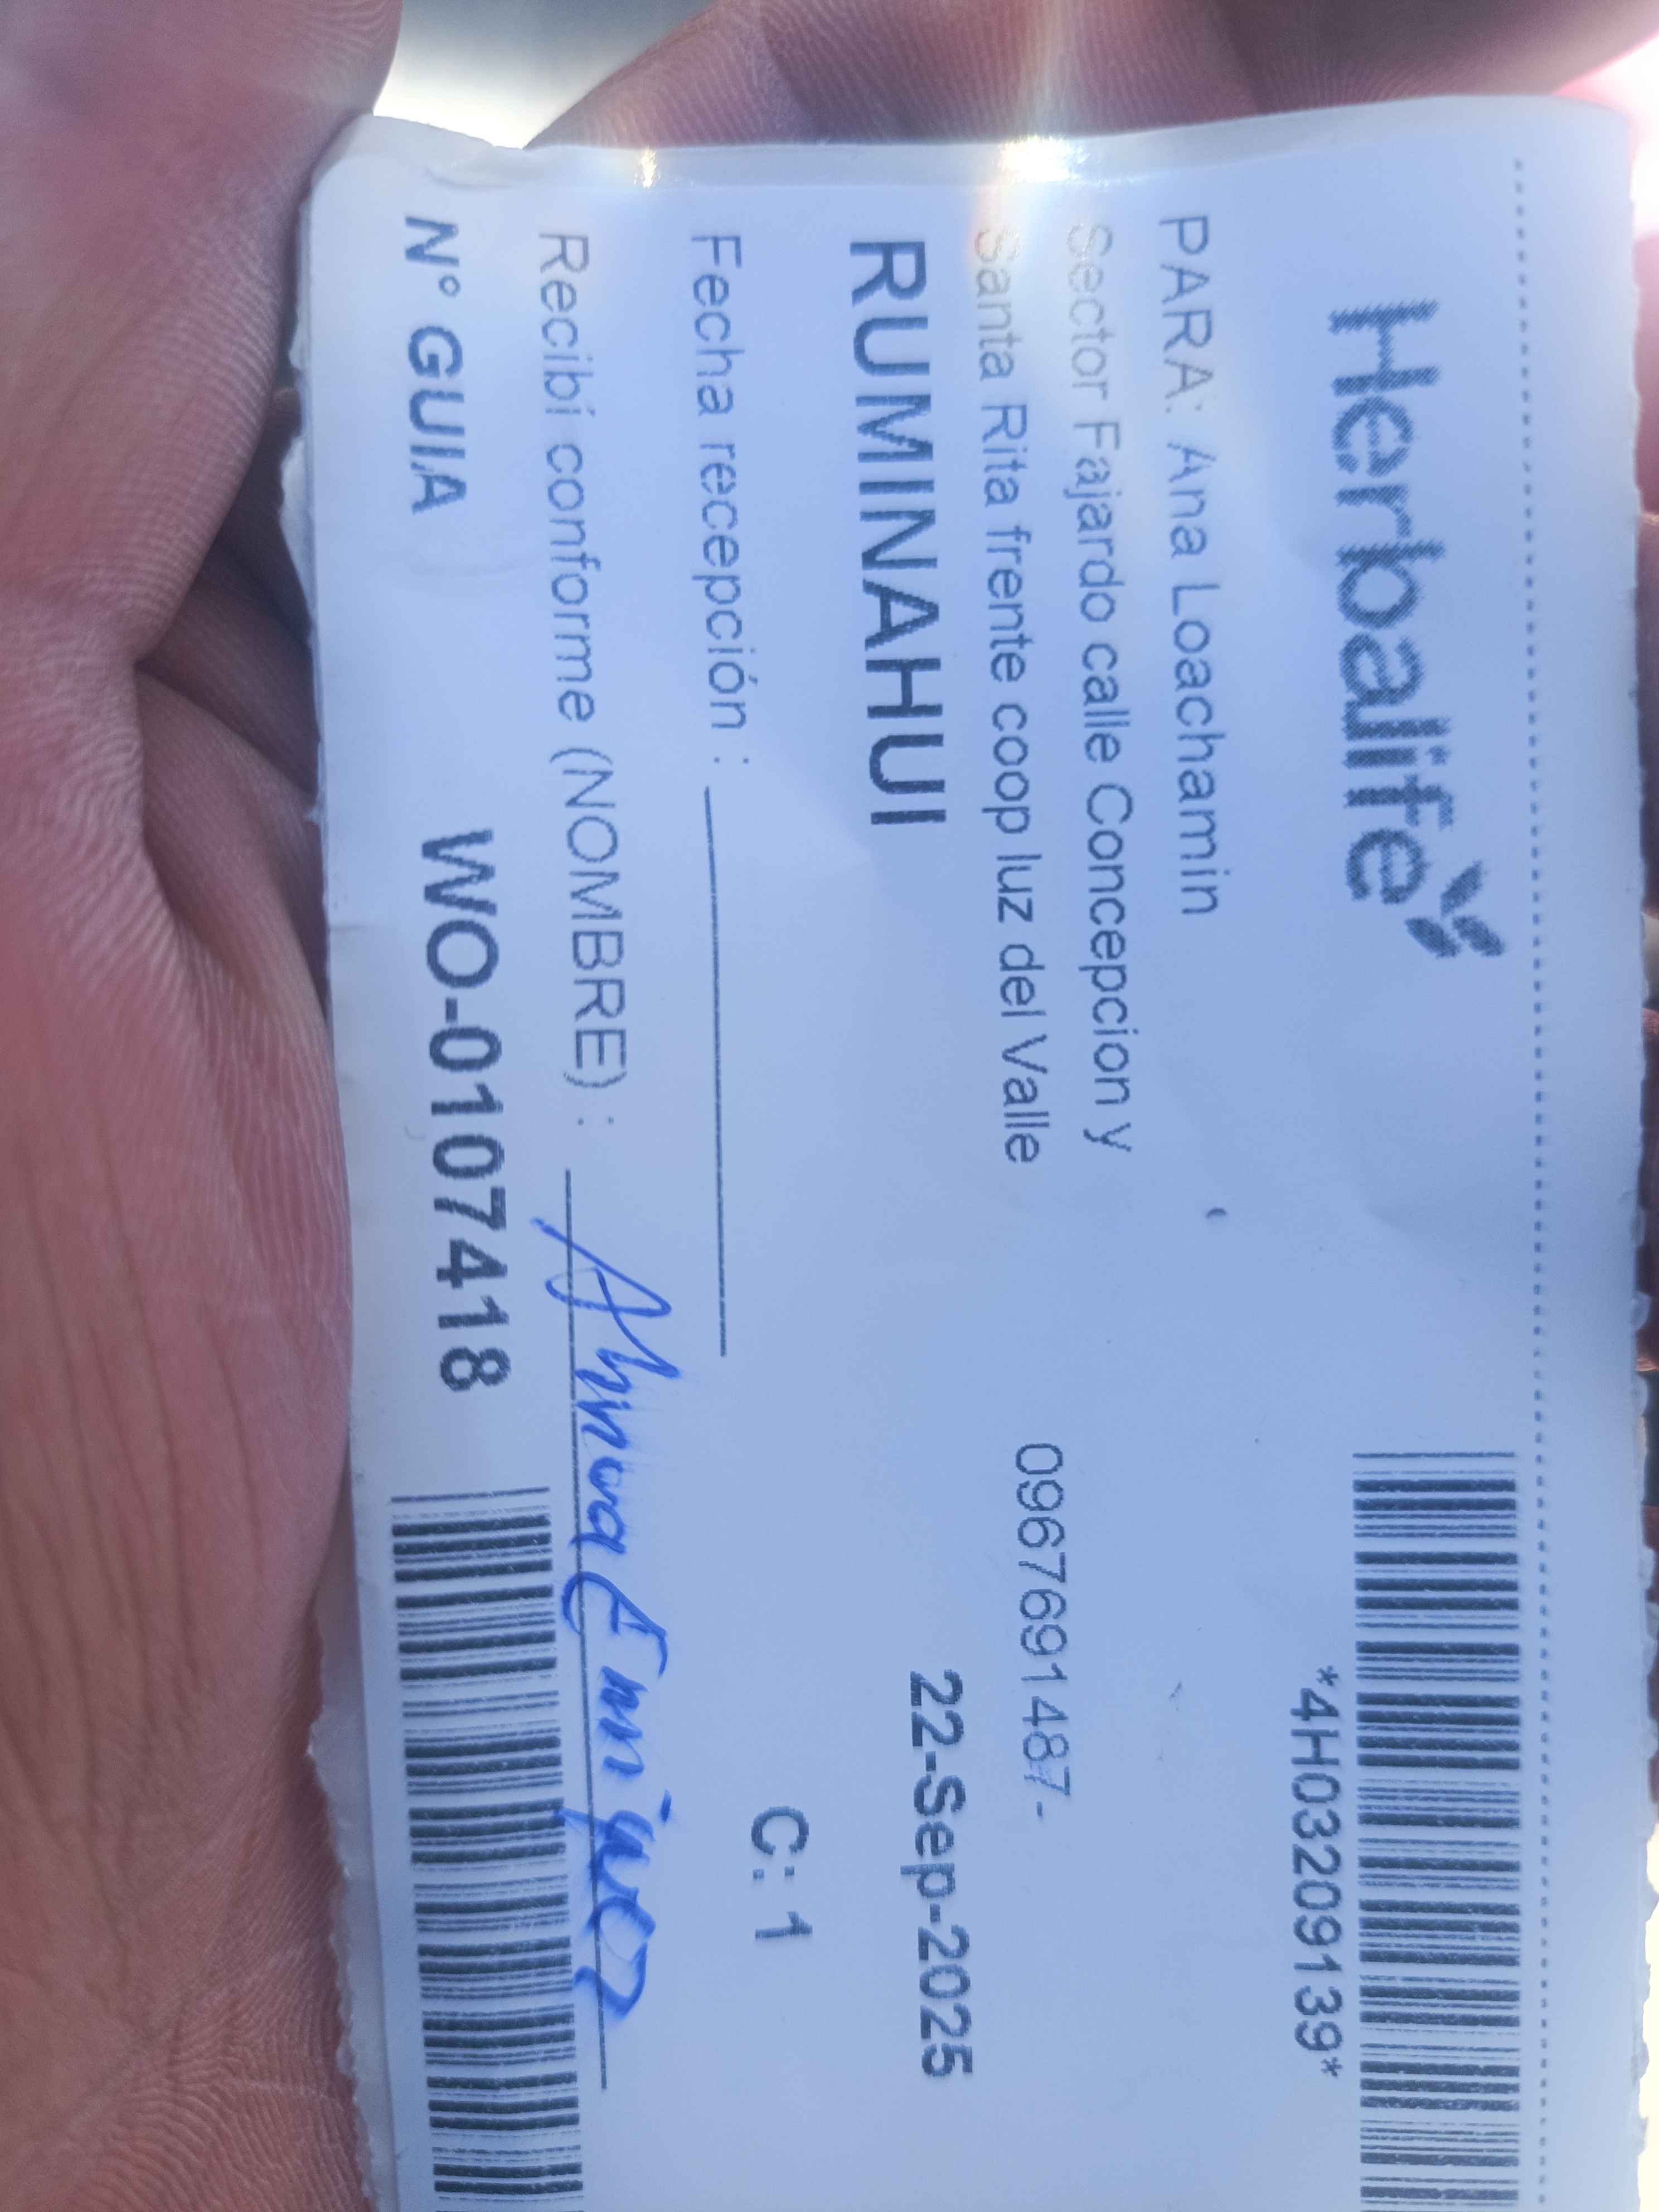 Herbalife
*4H03209139*
PARA: Ana Loachamin
Sector Fajardo calle Concepcion y
Santa Rita frente coop luz del Valle
0967691487-
RUMINAHUI
22-Sep-2025
C: 1
Fecha recepción :
Recibí conforme (NOMBRE) :
N° GUIA
WO-0107418